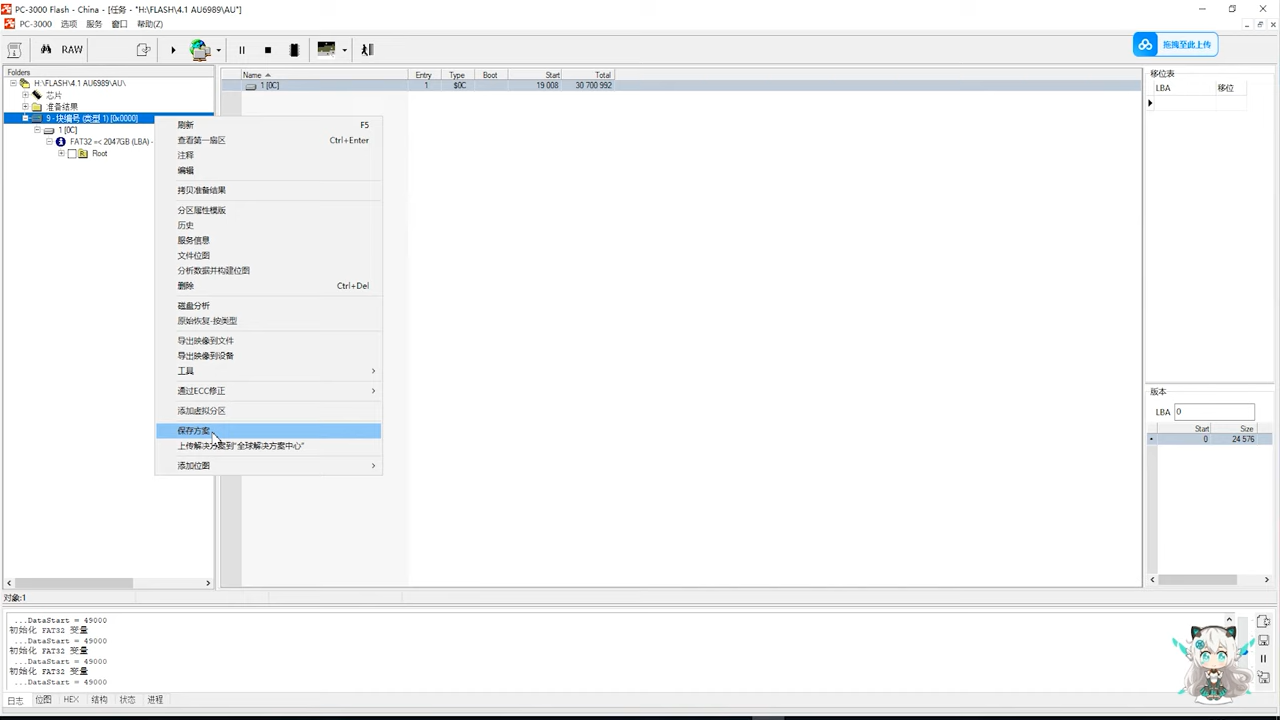 PC-3000 Flash - China - [任务 - "H:\FLASH\4.1 AU6989\AU"]
PC-3000 选项 服务 窗口 帮助(Z)
RAW
拖拽至此上传
Folders
H:\FLASH\4.1 AU6989\AU\
芯片
准备结果
9 - 块编号 (类型 1) [0x0000]
1 [0C]
FAT32 =< 2047GB (LBA) -
Root
刷新 F5
查看第一扇区 Ctrl+Enter
注释
编辑
拷贝准备结果
分区属性模版
历史
服务信息
文件位图
分析数据并构建位图
删除 Ctrl+Del
磁盘分析
原始恢复-按类型
导出映像到文件
导出映像到设备
工具
通过ECC修正
添加虚拟分区
保存方案
上传解决方案到"全球解决方案中心"
添加位图
Name Entry Type Boot Start Total
1 [0C] 1 $0C 19 008 30 700 992
移位表
LBA 移位
版本
LBA 0
Start Size
0 24 576
对象:1
...DataStart = 49000
初始化 FAT32 变量
...DataStart = 49000
初始化 FAT32 变量
...DataStart = 49000
初始化 FAT32 变量
...DataStart = 49000
日志 位图 HEX 结构 状态 进程